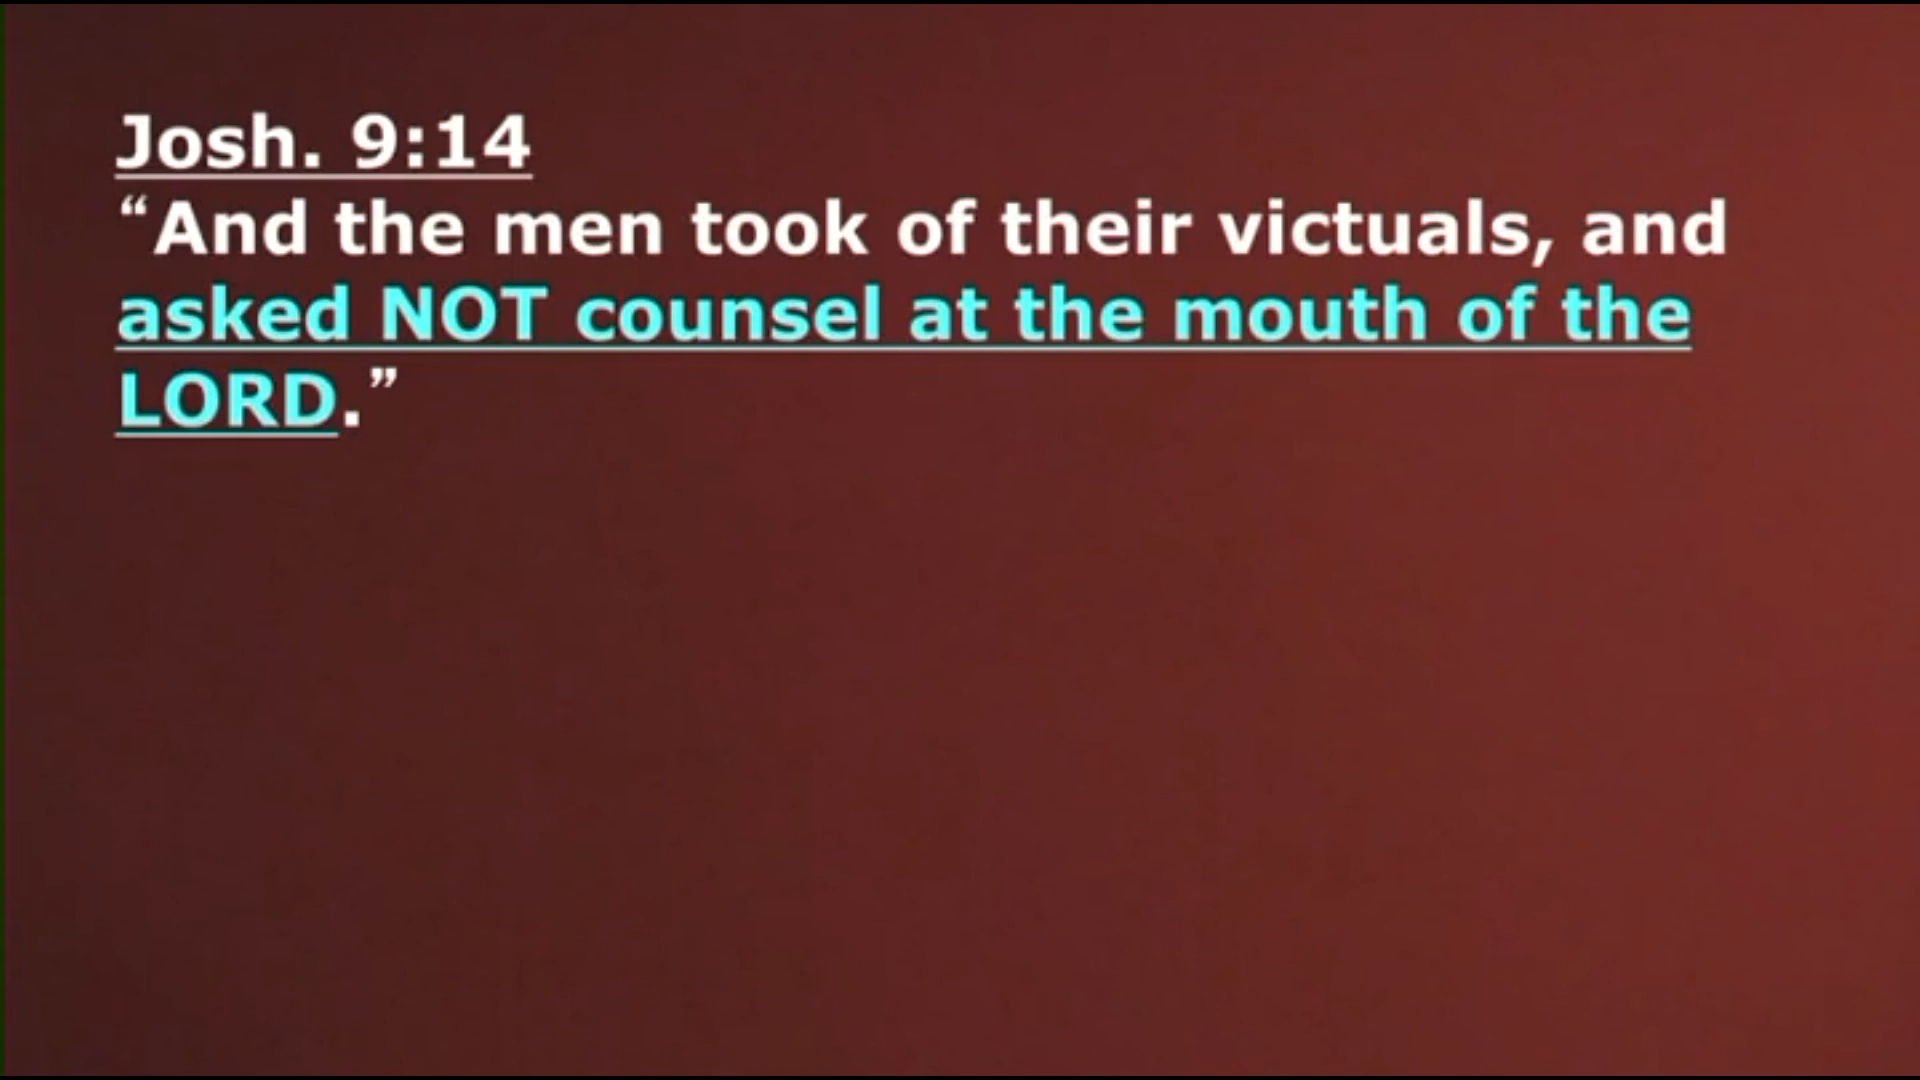 Josh. 9:14
“And the men took of their victuals, and
asked NOT counsel at the mouth of the
LORD.”